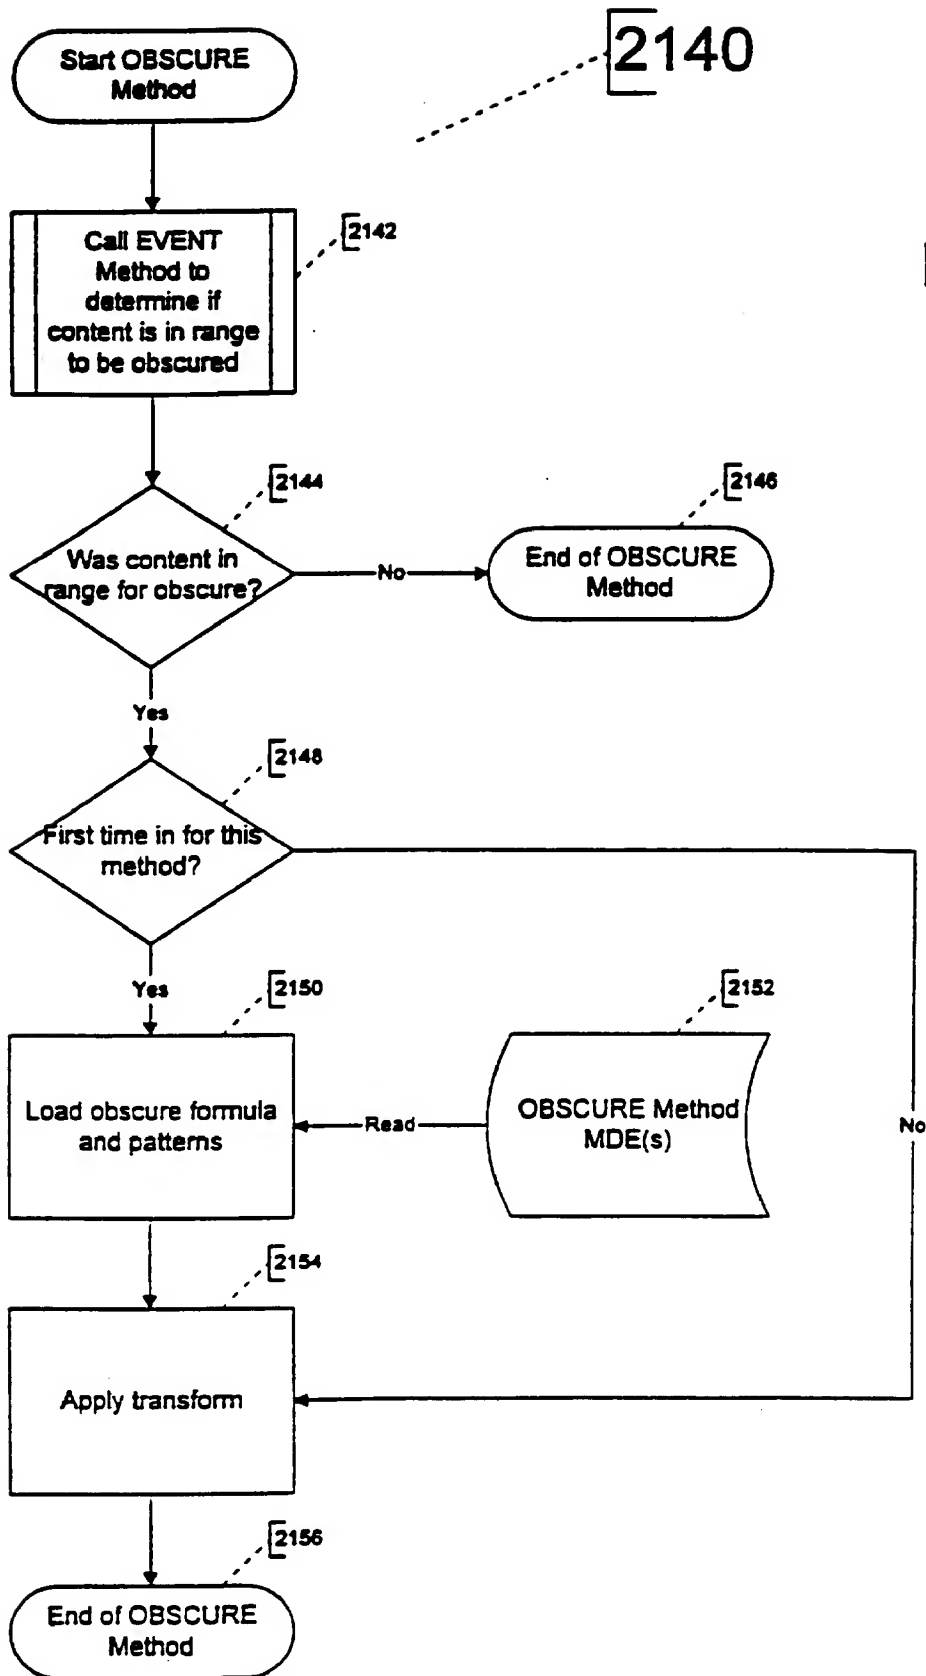 Start OBSCURE
Method
2140
Call EVENT
Method to
determine if
content is in range
to be obscured
2142
2144
Was content in
range for obscure?
No
2146
End of OBSCURE
Method
Yes
2148
First time in for this
method?
Yes
2150
Load obscure formula
and patterns
Read
2152
OBSCURE Method
MDE(s)
No
2154
Apply transform
2156
End of OBSCURE
Method